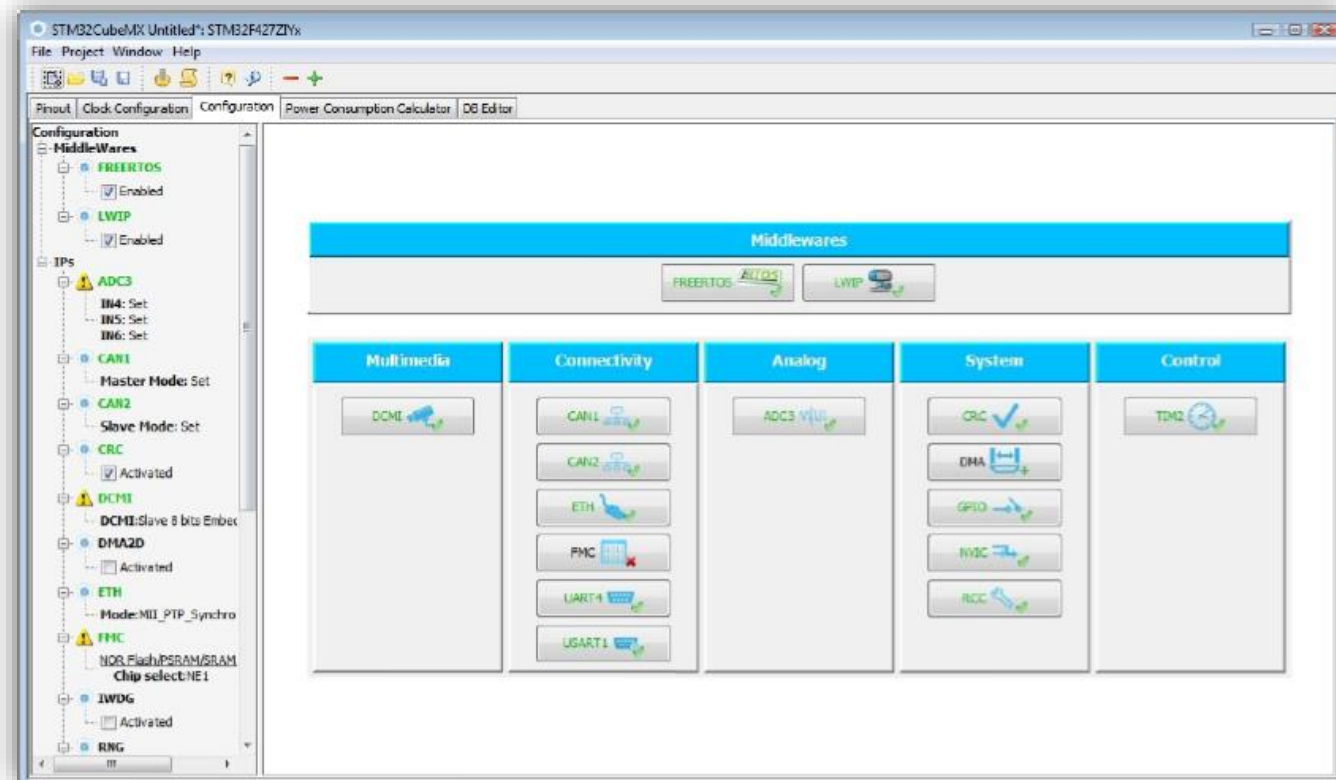 STM32CubeMX Untitled*: STM32F427ZIYx
File Project Window Help
Pinout Clock Configuration Configuration Power Consumption Calculator DB Editor
Configuration
MiddleWares
FREERTOS
Enabled
LWIP
Enabled
IPs
ADC3
IN4: Set
IN5: Set
IN6: Set
CAN1
Master Mode: Set
CAN2
Slave Mode: Set
CRC
Activated
DCMI
DCMI:Slave 8 bits Embec
DMA2D
Activated
ETH
Mode:MII_PTP_Synchro
FMC
NOR Flash/PSRAM/SRAM
Chip select:NE1
IWDG
Activated
RNG
Middlewares
FREERTOS LWIP
Multimedia
DCMI
Connectivity
CAN1
CAN2
ETH
FMC
UART4
USART1
Analog
ADC3
System
CRC
DMA
GPIO
NVIC
RCC
Control
TIM2